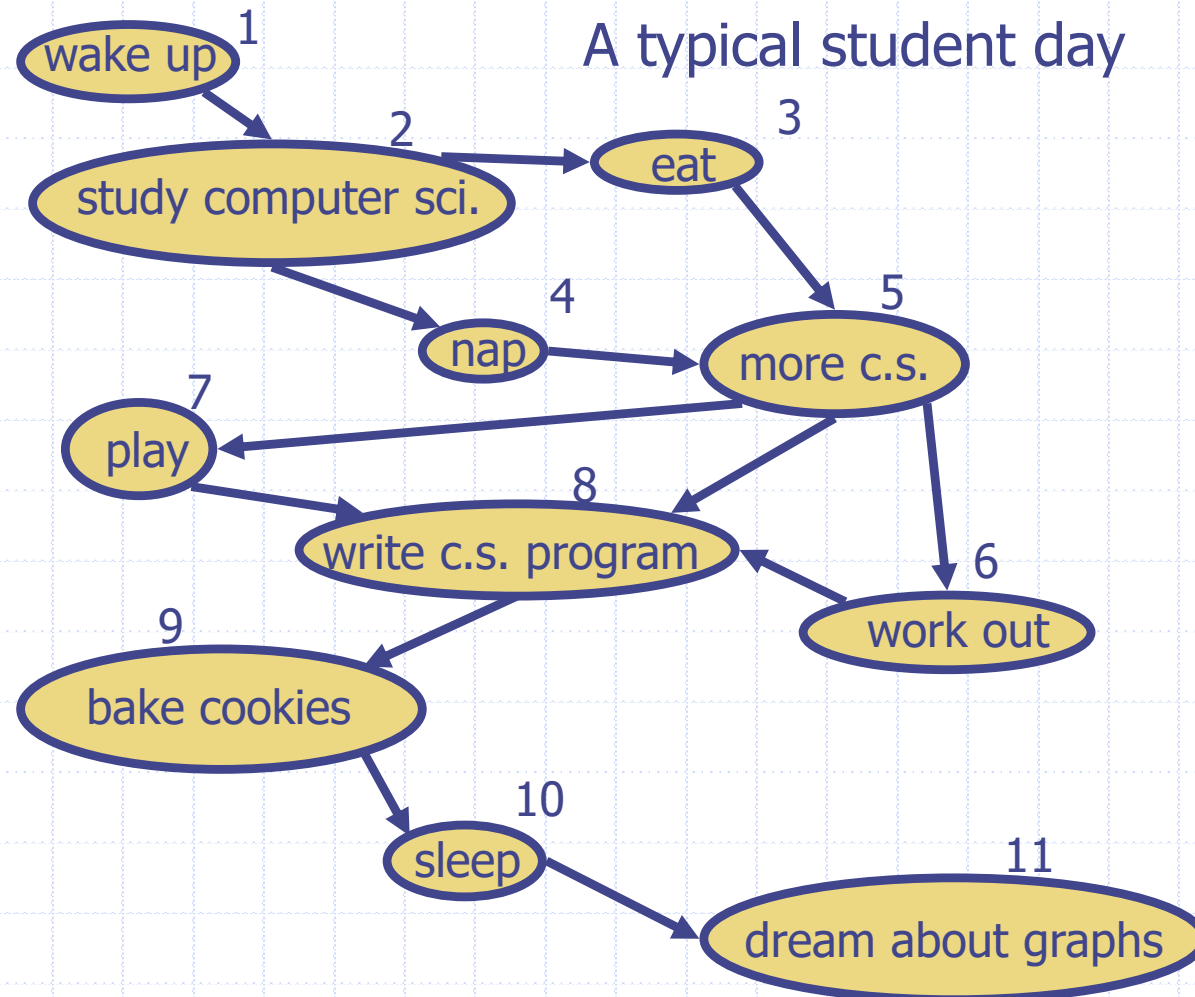 A typical student day
1
wake up
2
study computer sci.
3
eat
4
nap
5
more c.s.
7
play
8
write c.s. program
6
work out
9
bake cookies
10
sleep
11
dream about graphs